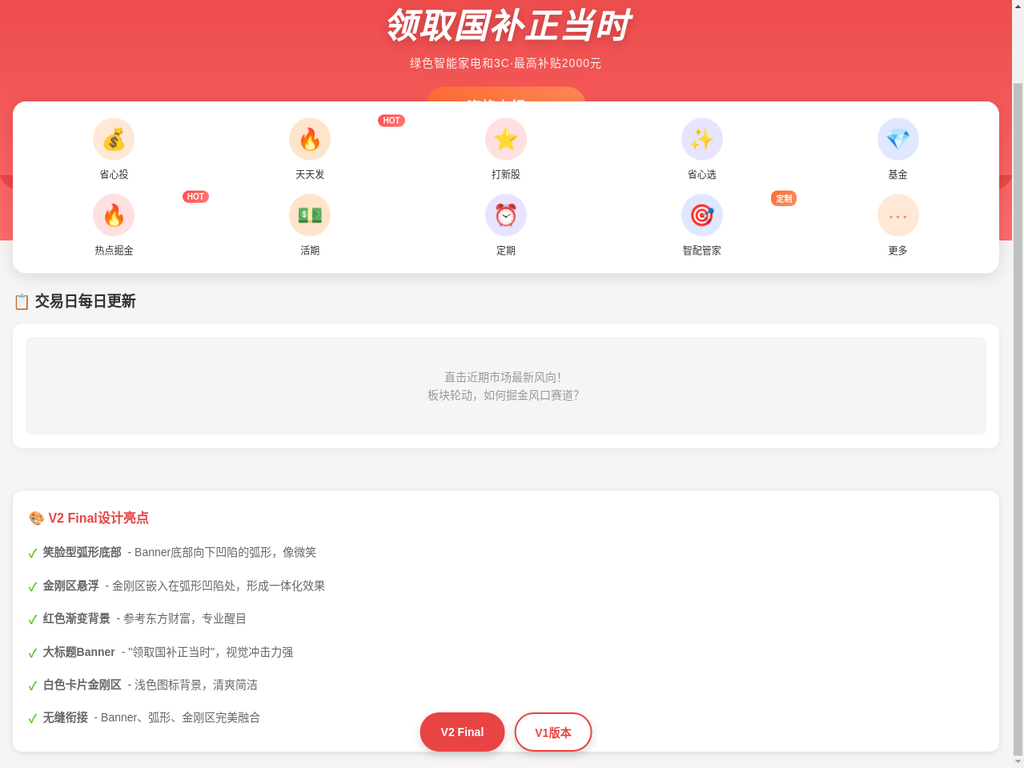 领取国补正当时
绿色智能家电和3C·最高补贴2000元
HOT
省心投
天天发
打新股
省心选
基金
HOT
定制
热点掘金
活期
定期
智配管家
更多
交易日每日更新
直击近期市场最新风向！
板块轮动，如何掘金风口赛道？
V2 Final设计亮点
✓ 笑脸型弧形底部 - Banner底部向下凹陷的弧形，像微笑
✓ 金刚区悬浮 - 金刚区嵌入在弧形凹陷处，形成一体化效果
✓ 红色渐变背景 - 参考东方财富，专业醒目
✓ 大标题Banner - "领取国补正当时"，视觉冲击力强
✓ 白色卡片金刚区 - 浅色图标背景，清爽简洁
✓ 无缝衔接 - Banner、弧形、金刚区完美融合
V2 Final
V1版本